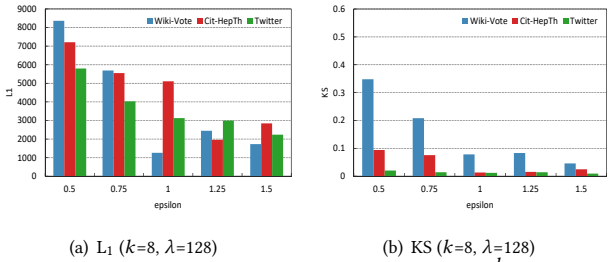 Wiki-Vote Cit-HepTh Twitter
9000
8000
7000
6000
5000
4000
3000
2000
1000
0
L1
0.5 0.75 1 1.25 1.5
epsilon
(a) L₁ (k=8, λ=128)
Wiki-Vote Cit-HepTh Twitter
0.6
0.5
0.4
0.3
0.2
0.1
0
KS
0.5 0.75 1 1.25 1.5
epsilon
(b) KS (k=8, λ=128)